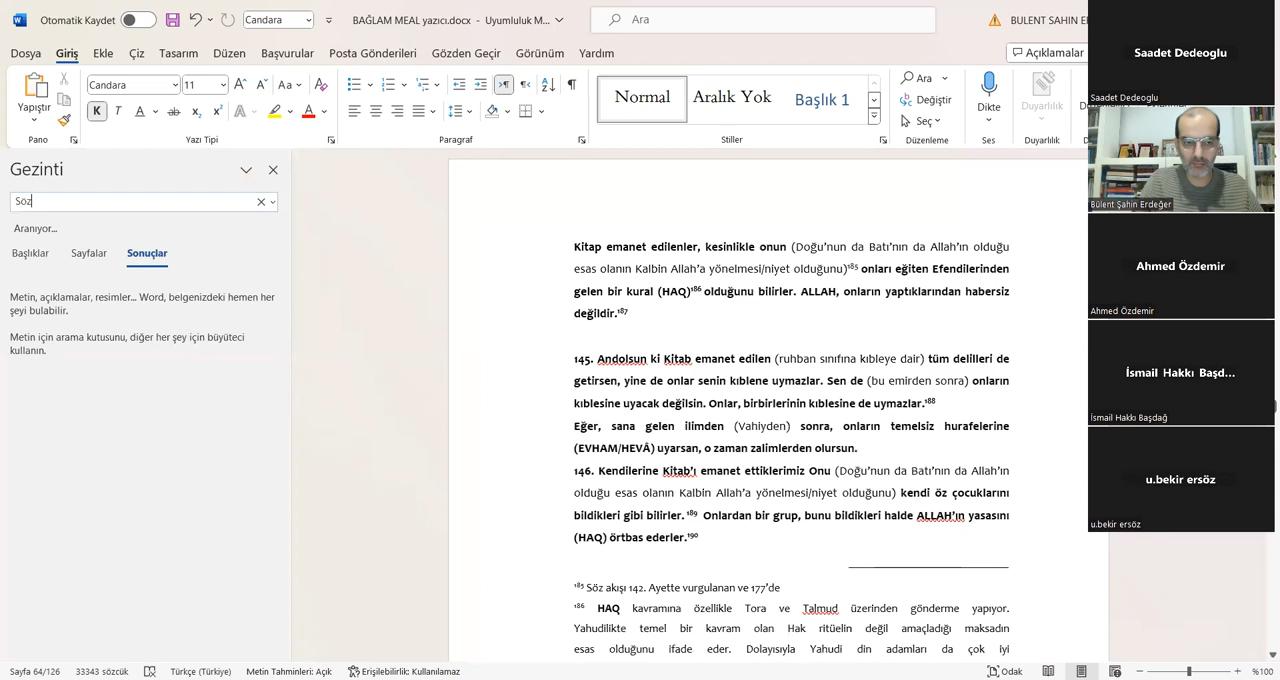 Otomatik Kaydet
Candara
BAĞLAM MEAL yazıcı.docx - Uyumluluk M...
Ara
BULENT SAHIN ER
Dosya Giriş Ekle Çiz Tasarım Düzen Başvurular Posta Gönderileri Gözden Geçir Görünüm Yardım
Açıklamalar
Yapıştır
Candara 11
Normal Aralık Yok Başlık 1
Ara
Değiştir
Seç
Dikte
Duyarlılık
Pano Yazı Tipi Paragraf Stiller Düzenleme Ses Duyarlılık
Gezinti
Söz
Aranıyor...
Başlıklar Sayfalar Sonuçlar
Metin, açıklamalar, resimler... Word, belgenizdeki hemen her
şeyi bulabilir.
Metin için arama kutusunu, diğer her şey için büyüteci
kullanın.
Kitap emanet edilenler, kesinlikle onun (Doğu’nun da Batı’nın da Allah’ın olduğu
esas olanın Kalbin Allah’a yönelmesi/niyet olduğunu)¹⁸⁵ onları eğiten Efendilerinden
gelen bir kural (HAQ)¹⁸⁶ olduğunu bilirler. ALLAH, onların yaptıklarından habersiz
değildir.¹⁸⁷
145. Andolsun ki Kitab emanet edilen (ruhban sınıfına kıbleye dair) tüm delilleri de
getirsen, yine de onlar senin kıblene uymazlar. Sen de (bu emirden sonra) onların
kıblesine uyacak değilsin. Onlar, birbirlerinin kıblesine de uymazlar.¹⁸⁸
Eğer, sana gelen ilimden (Vahiyden) sonra, onların temelsiz hurafelerine
(EVHAM/HEVÂ) uyarsan, o zaman zalimlerden olursun.
146. Kendilerine Kitab’ı emanet ettiklerimiz Onu (Doğu’nun da Batı’nın da Allah’ın
olduğu esas olanın Kalbin Allah’a yönelmesi/niyet olduğunu) kendi öz çocuklarını
bildikleri gibi bilirler. ¹⁸⁹ Onlardan bir grup, bunu bildikleri halde ALLAH’ın yasasını
(HAQ) örtbas ederler.¹⁹⁰
¹⁸⁵ Söz akışı 142. Ayette vurgulanan ve 177’de
¹⁸⁶ HAQ kavramına özellikle Tora ve Talmud üzerinden gönderme yapıyor.
Yahudilikte temel bir kavram olan Hak ritüelin değil amaçladığı maksadın
esas olduğunu ifade eder. Dolayısıyla Yahudi din adamları da çok iyi
Saadet Dedeoglu
Saadet Dedeoglu
Bülent Şahin Erdeğer
Ahmed Özdemir
Ahmed Özdemir
İsmail Hakkı Başd...
İsmail Hakkı Başdağ
u.bekir ersöz
u.bekir ersöz
Sayfa 64/126 33343 sözcük Türkçe (Türkiye) Metin Tahminleri: Açık Erişilebilirlik: Kullanılamaz
Odak
%100